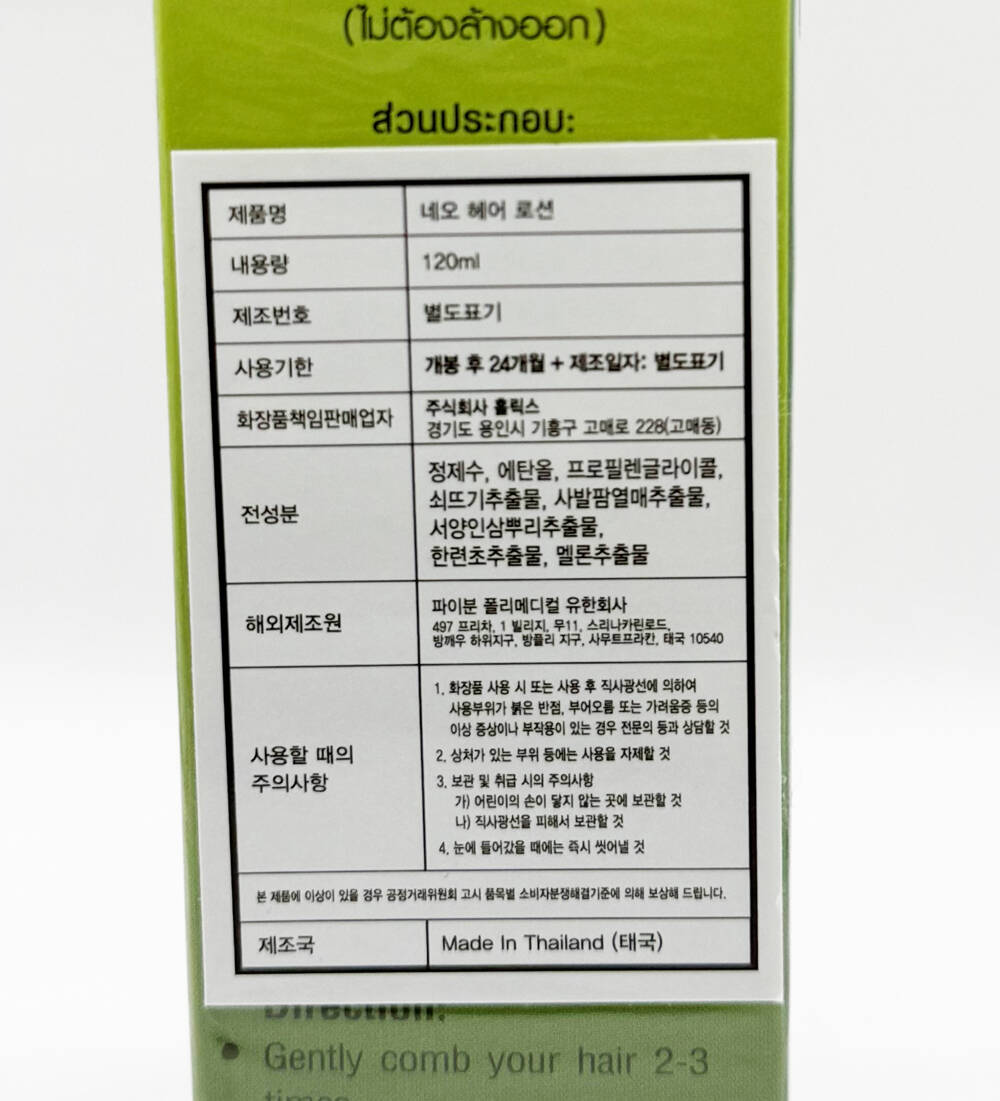 (ไม่ต้องล้างออก)
ส่วนประกอบ:
제품명 네오 헤어 로션
내용량 120ml
제조번호 별도표기
사용기한 개봉 후 24개월 + 제조일자: 별도표기
화장품책임판매업자 주식회사 홀릭스
경기도 용인시 기흥구 고매로 228(고매동)
전성분 정제수, 에탄올, 프로필렌글라이콜,
쇠뜨기추출물, 사발팜열매추출물,
서양인삼뿌리추출물,
한련초추출물, 멜론추출물
해외제조원 파이분 폴리메디컬 유한회사
497 프리차, 1 빌리지, 무11, 스리나카린로드,
방깨우 하위지구, 방플리 지구, 사무트프라칸, 태국 10540
사용할 때의
주의사항
1. 화장품 사용 시 또는 사용 후 직사광선에 의하여
사용부위가 붉은 반점, 부어오름 또는 가려움증 등의
이상 증상이나 부작용이 있는 경우 전문의 등과 상담할 것
2. 상처가 있는 부위 등에는 사용을 자제할 것
3. 보관 및 취급 시의 주의사항
가) 어린이의 손이 닿지 않는 곳에 보관할 것
나) 직사광선을 피해서 보관할 것
4. 눈에 들어갔을 때에는 즉시 씻어낼 것
본 제품에 이상이 있을 경우 공정거래위원회 고시 품목별 소비자분쟁해결기준에 의해 보상해 드립니다.
제조국 Made In Thailand (태국)
Direction:
• Gently comb your hair 2-3
times